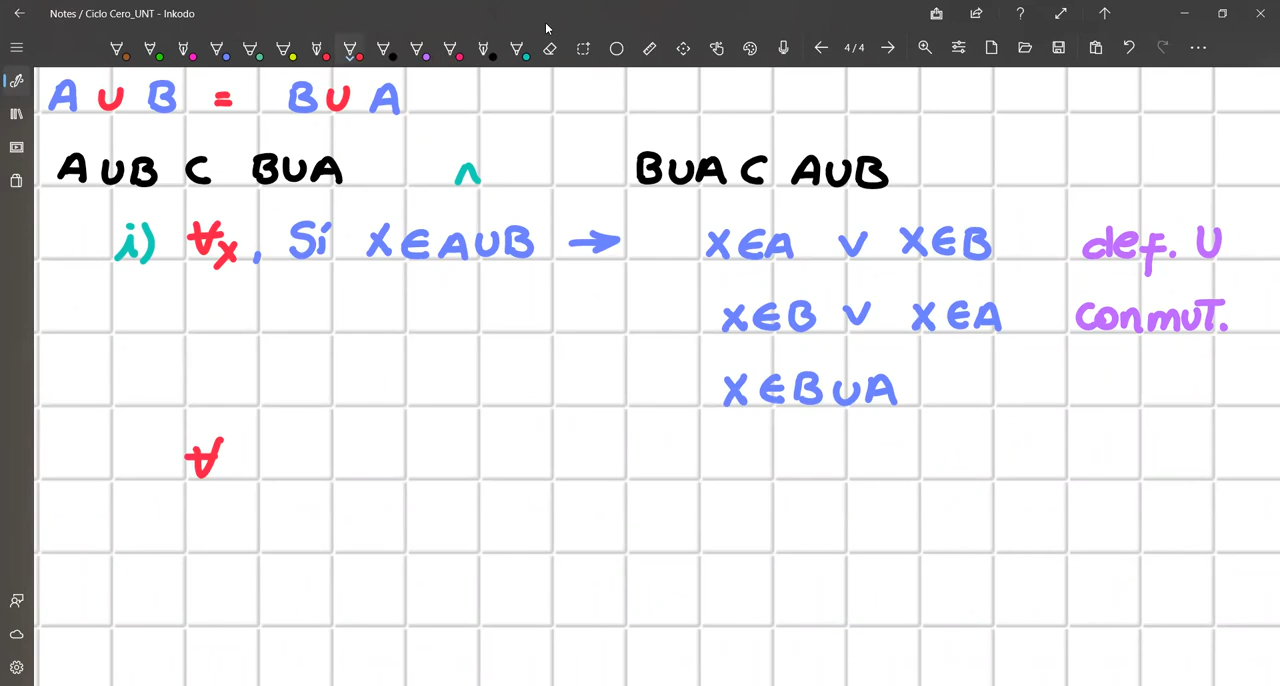 Notes / Ciclo Cero_UNT - Inkodo
4 / 4
A ∪ B = B ∪ A
A ∪ B ⊂ B ∪ A ∧ B ∪ A ⊂ A ∪ B
i) ∀x, Sí x ∈ A ∪ B → x ∈ A ∨ x ∈ B def. ∪
x ∈ B ∨ x ∈ A conmut.
x ∈ B ∪ A
∀